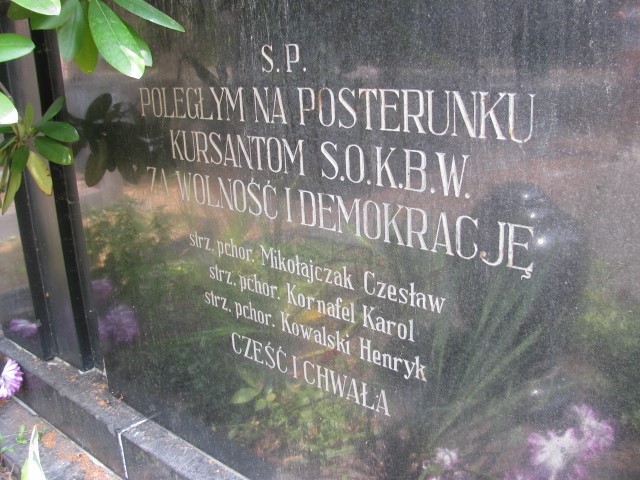 S.P.
POLEGŁYM NA POSTERUNKU
KURSANTOM S.O.K.B.W.
ZA WOLNOŚĆ I DEMOKRACJĘ
strz. pchor. Mikołajczak Czesław
strz. pchor. Kornafel Karol
strz. pchor. Kowalski Henryk
CZEŚĆ I CHWAŁA